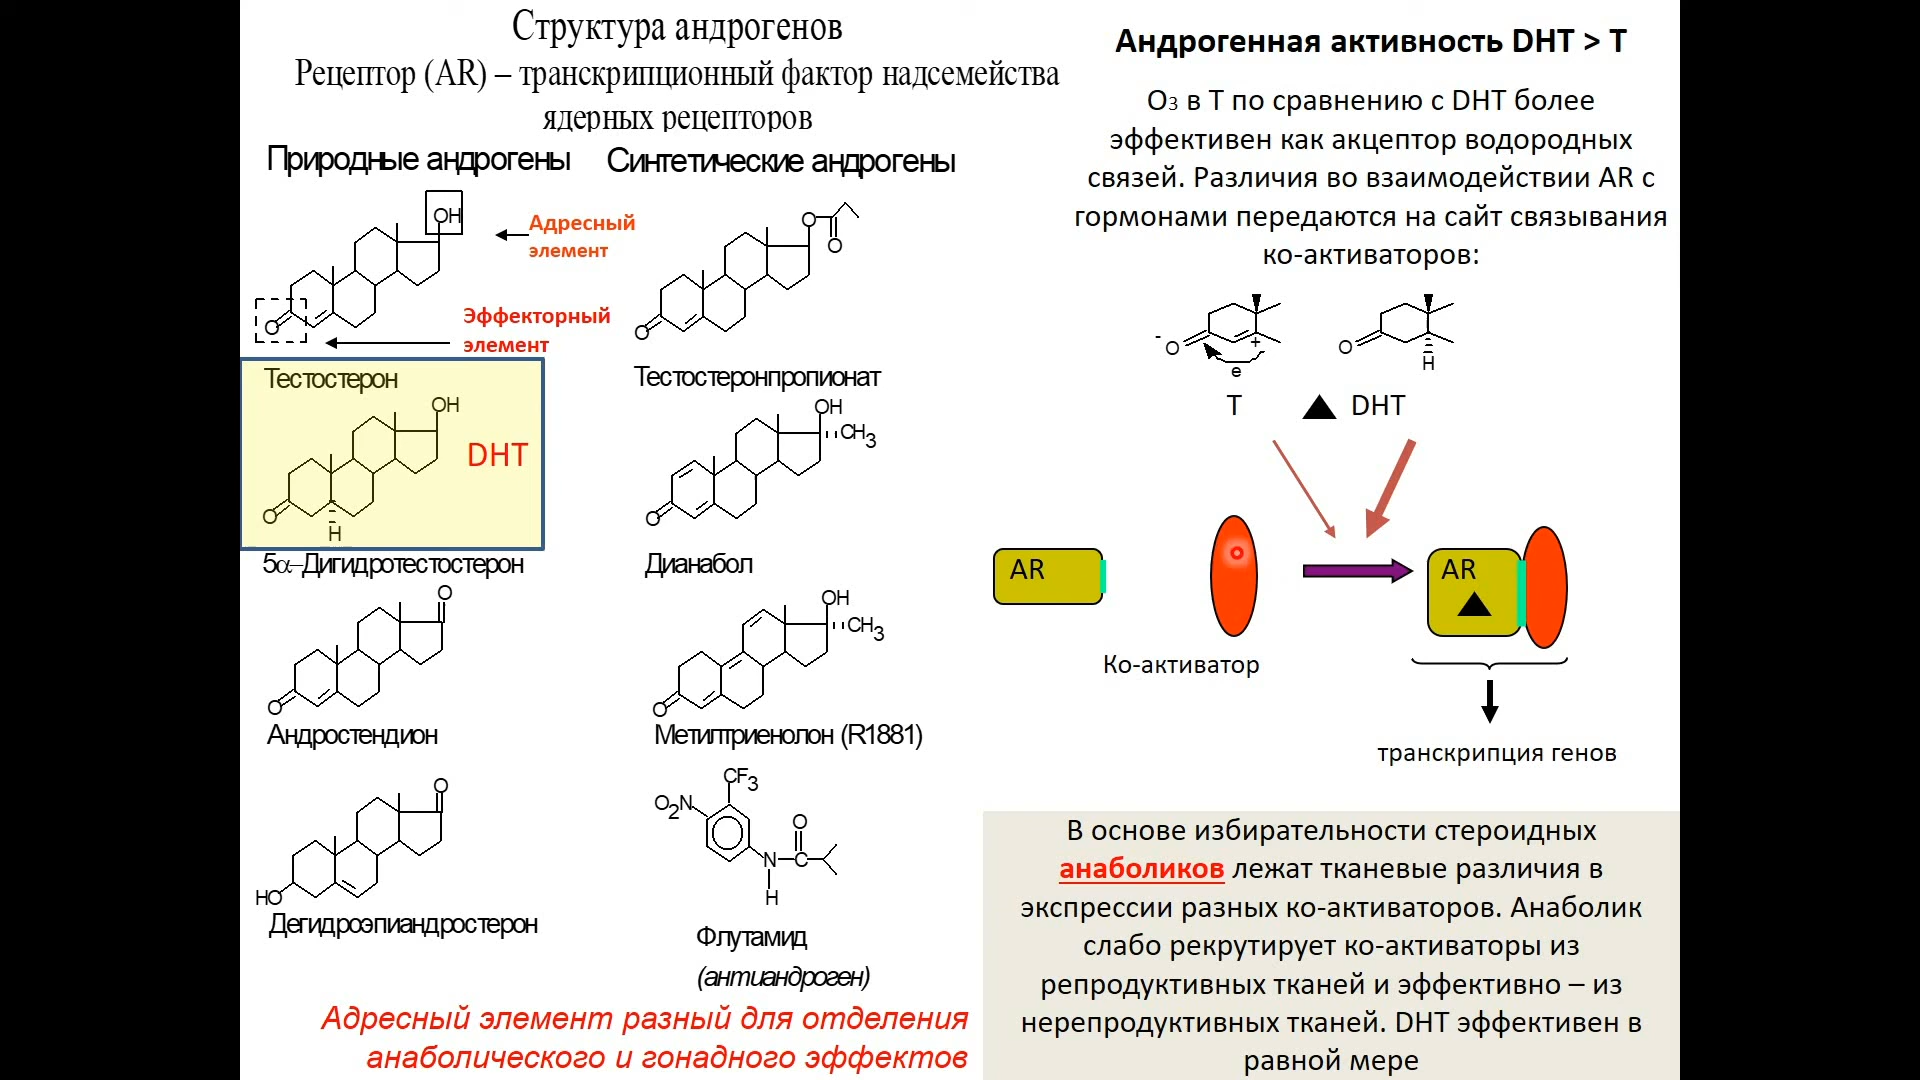 Структура андрогенов
Рецептор (AR) – транскрипционный фактор надсемейства
ядерных рецепторов
Природные андрогены
Синтетические андрогены
OH
Адресный
элемент
O
Эффекторный
элемент
Тестостерон
O
O
O
Тестостеронпропионат
OH
DHT
O
H
5α–Дигидротестостерон
OH
CH3
O
Дианабол
O
O
Андростендион
OH
CH3
O
Метилтриенолон (R1881)
O
HO
Дегидроэпиандростерон
CF3
O2N
O
N
C
H
Флутамид
(антиандроген)
Адресный элемент разный для отделения
анаболического и гонадного эффектов
Андрогенная активность DHT > T
O3 в T по сравнению с DHT более
эффективен как акцептор водородных
связей. Различия во взаимодействии AR с
гормонами передаются на сайт связывания
ко-активаторов:
-
O
+
e
O
H
T
DHT
AR
AR
Ко-активатор
транскрипция генов
В основе избирательности стероидных
анаболиков лежат тканевые различия в
экспрессии разных ко-активаторов. Анаболик
слабо рекрутирует ко-активаторы из
репродуктивных тканей и эффективно – из
нерепродуктивных тканей. DHT эффективен в
равной мере